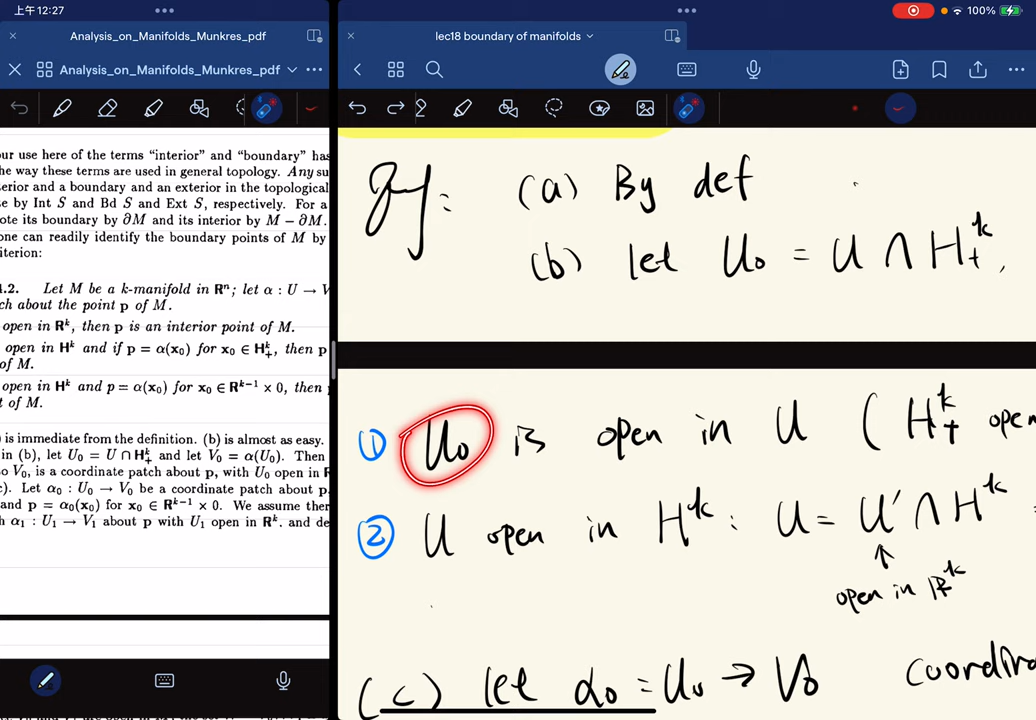 上午12:27
100%
Analysis_on_Manifolds_Munkres_pdf
lec18 boundary of manifolds
Analysis_on_Manifolds_Munkres_pdf
ur use here of the terms “interior” and “boundary” has
he way these terms are used in general topology. Any su
erior and a boundary and an exterior in the topological
e by Int S and Bd S and Ext S, respectively. For a
ote its boundary by ∂M and its interior by M − ∂M.
one can readily identify the boundary points of M by
iterion:
1.2. Let M be a k-manifold in Rⁿ; let α : U → V
ch about the point p of M.
open in Rᵏ, then p is an interior point of M.
open in Hᵏ and if p = α(x₀) for x₀ ∈ Hᵏ₊, then p
of M.
open in Hᵏ and p = α(x₀) for x₀ ∈ Rᵏ⁻¹ × 0, then
t of M.
) is immediate from the definition. (b) is almost as easy.
in (b), let U₀ = U ∩ Hᵏ₊ and let V₀ = α(U₀). Then
o V₀, is a coordinate patch about p, with U₀ open in R
c). Let α₀ : U₀ → V₀ be a coordinate patch about p.
and p = α₀(x₀) for x₀ ∈ Rᵏ⁻¹ × 0. We assume ther
h α₁ : U₁ → V₁ about p with U₁ open in Rᵏ, and de
(a) By def
(b) let U₀ = U ∩ Hᵏ₊,
① U₀ is open in U ( Hᵏ₊ open
② U open in Hᵏ : U = U′ ∩ Hᵏ =
↑
open in Rᵏ
(c) let α₀ = U₀ → V₀ coordina